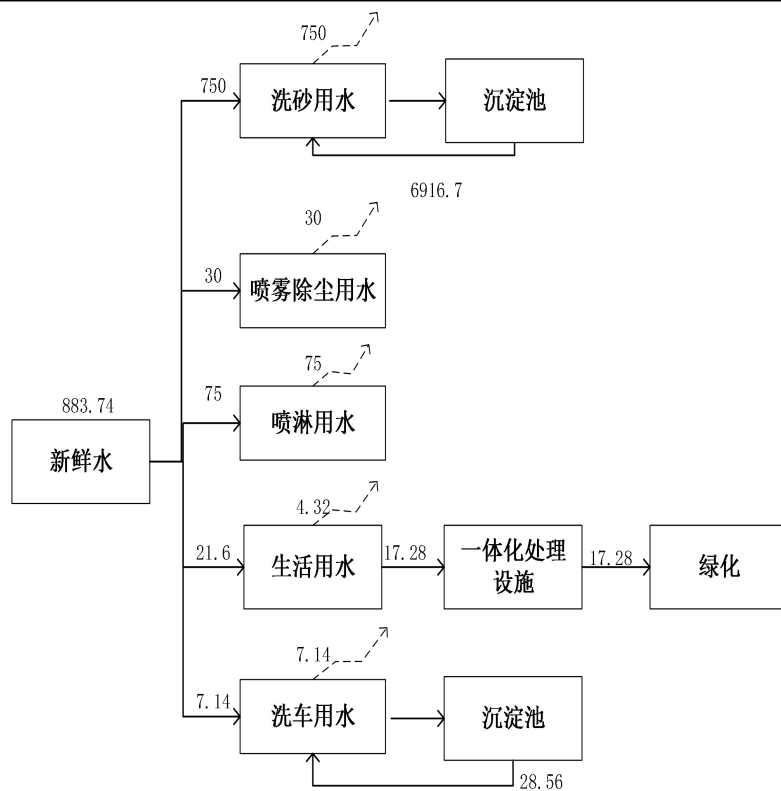 750
750
洗砂用水
沉淀池
6916.7
30
30
喷雾除尘用水
75
75
喷淋用水
883.74
新鲜水
4.32
21.6
生活用水
17.28
一体化处理
设施
17.28
绿化
7.14
7.14
洗车用水
沉淀池
28.56